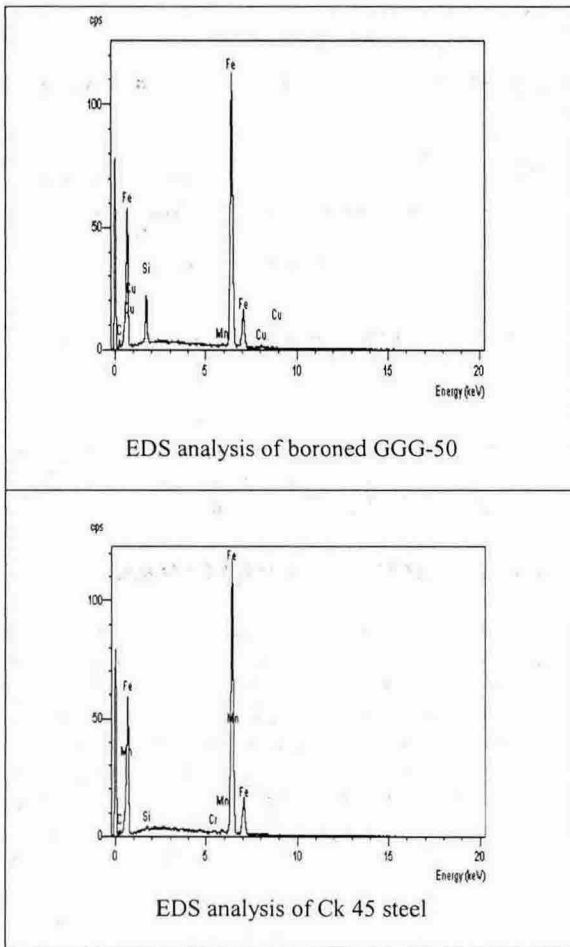 cps
Fe
100
Fe
50
Si
Cu
Cu
Fe
Cu
C
Mn
Cu
0
0 5 10 15 20
Energy (keV)
EDS analysis of boroned GGG-50
cps
Fe
100
Fe
50
Mn
Mn
Fe
Mn
C
Si
Cr
0
0 5 10 15 20
Energy (keV)
EDS analysis of Ck 45 steel